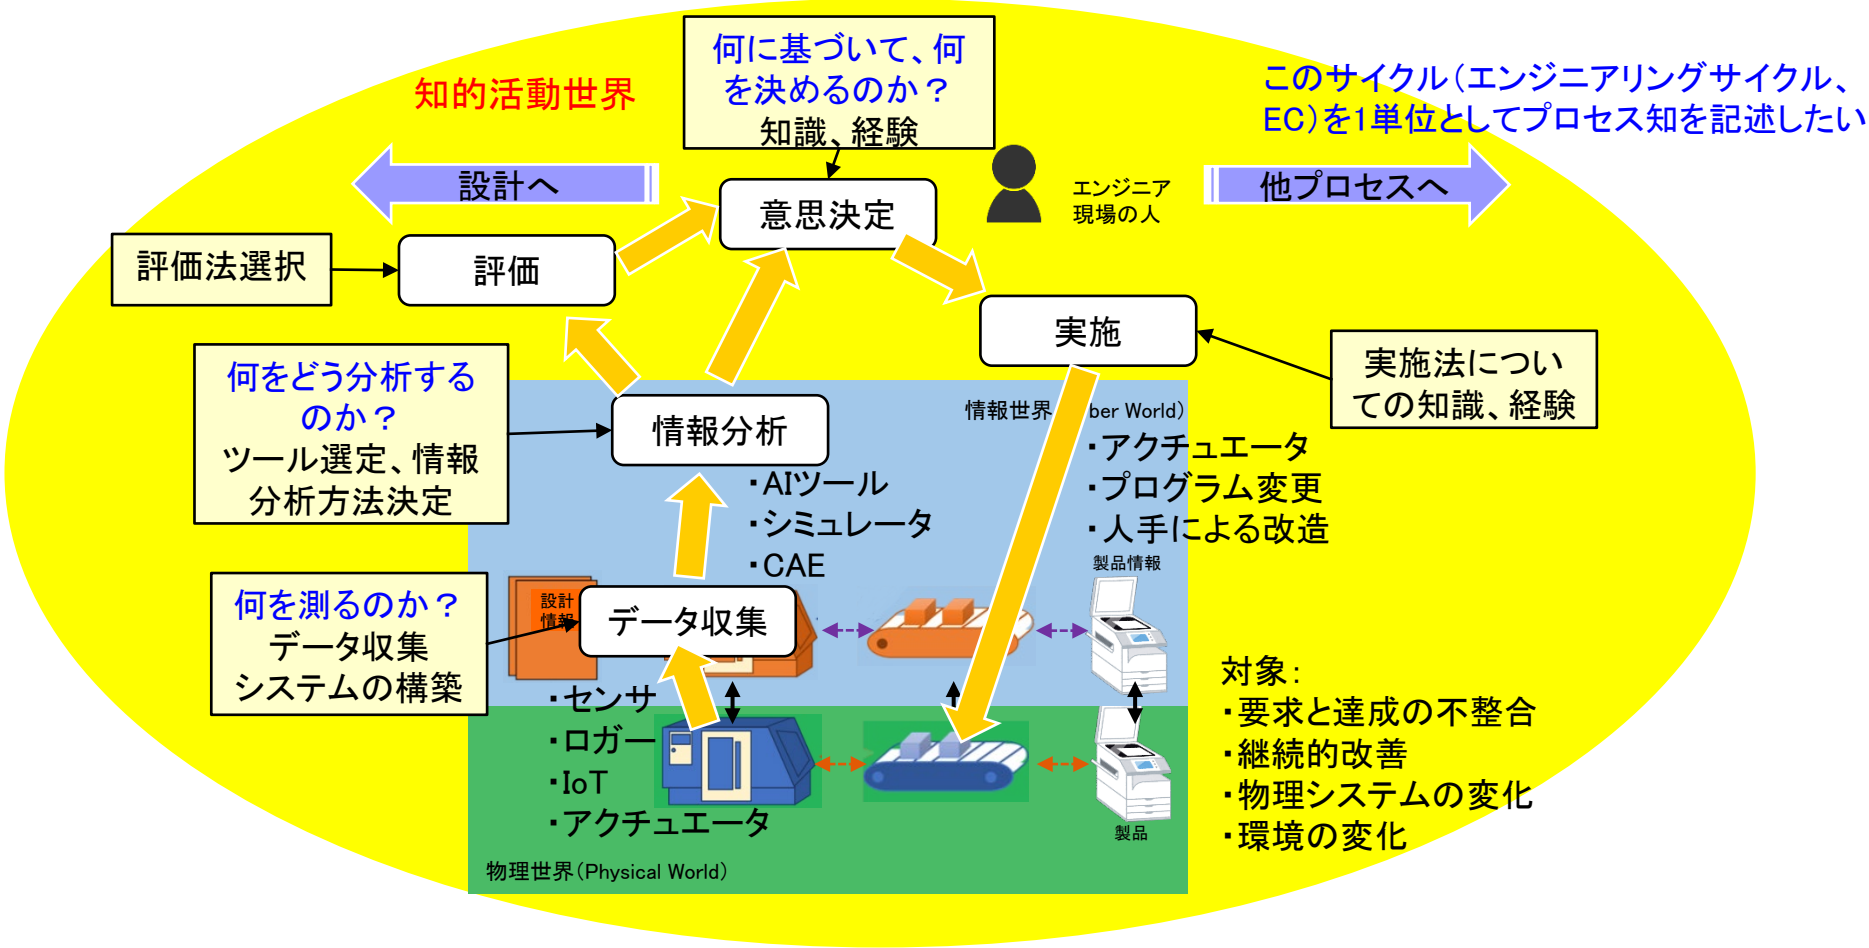 何に基づいて、何
を決めるのか？
知識、経験
知的活動世界
このサイクル（エンジニアリングサイクル、
EC）を1単位としてプロセス知を記述したい
設計へ
意思決定
エンジニア
現場の人
他プロセスへ
評価法選択
評価
実施
実施法につい
ての知識、経験
何をどう分析する
のか？
ツール選定、情報
分析方法決定
情報分析
情報世界
ber World）
・アクチュエータ
・プログラム変更
・人手による改造
・AIツール
・シミュレータ
・CAE
製品情報
何を測るのか？
データ収集
システムの構築
設計
情報
データ収集
・センサ
・ロガー
・IoT
・アクチュエータ
対象：
・要求と達成の不整合
・継続的改善
・物理システムの変化
・環境の変化
製品
物理世界（Physical World）